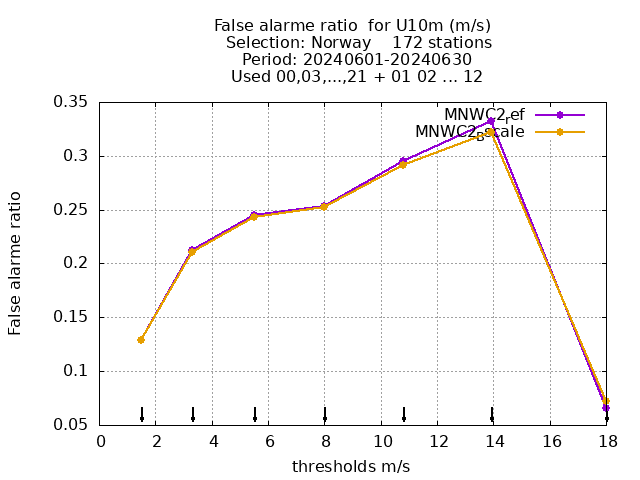 False alarme ratio  for U10m (m/s)
Selection: Norway    172 stations
Period: 20240601-20240630
Used 00,03,...,21 + 01 02 ... 12
MNWC2ref
MNWC2scale
0.35
0.3
0.25
0.2
0.15
0.1
0.05
False alarme ratio
0 2 4 6 8 10 12 14 16 18
thresholds m/s